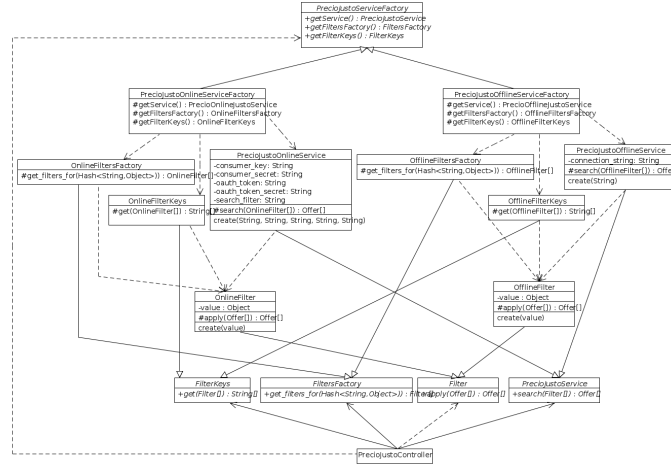 PrecioJustoServiceFactory
+getService() : PrecioJustoService
+getFiltersFactory() : FiltersFactory
+getFilterKeys() : FilterKeys
PrecioJustoOnlineServiceFactory
#getService() : PrecioOnlineJustoService
#getFiltersFactory() : OnlineFiltersFactory
#getFilterKeys() : OnlineFilterKeys
PrecioJustoOfflineServiceFactory
#getService() : PrecioJustoOfflineService
#getFiltersFactory() : OfflineFiltersFactory
#getFilterKeys() : OfflineFilterKeys
OnlineFiltersFactory
#get_filters_for(Hash<String,Object>)) : OnlineFilter[]
PrecioJustoOnlineService
-consumer_key: String
-consumer_secret: String
-oauth_token: String
-oauth_token_secret: String
-search_filter: String
#search(OnlineFilter[]) : Offer[]
create(String, String, String, String, String)
OfflineFiltersFactory
#get_filters_for(Hash<String,Object>)) : OfflineFilter[]
PrecioJustoOfflineService
-connection_string: String
#search(OfflineFilter[]) : Offer
create(String)
OnlineFilterKeys
#get(OnlineFilter[]) : String[]
OfflineFilterKeys
#get(OfflineFilter[]) : String[]
OnlineFilter
-value : Object
#apply(Offer[]) : Offer[]
create(value)
OfflineFilter
-value : Object
#apply(Offer[]) : Offer[]
create(value)
FilterKeys
+get(Filter[]) : String[]
FiltersFactory
+get_filters_for(Hash<String,Object>)) : Filter[]
Filter
+apply(Offer[]) : Offer[]
PrecioJustoService
+search(Filter[]) : Offer[]
PrecioJustoController